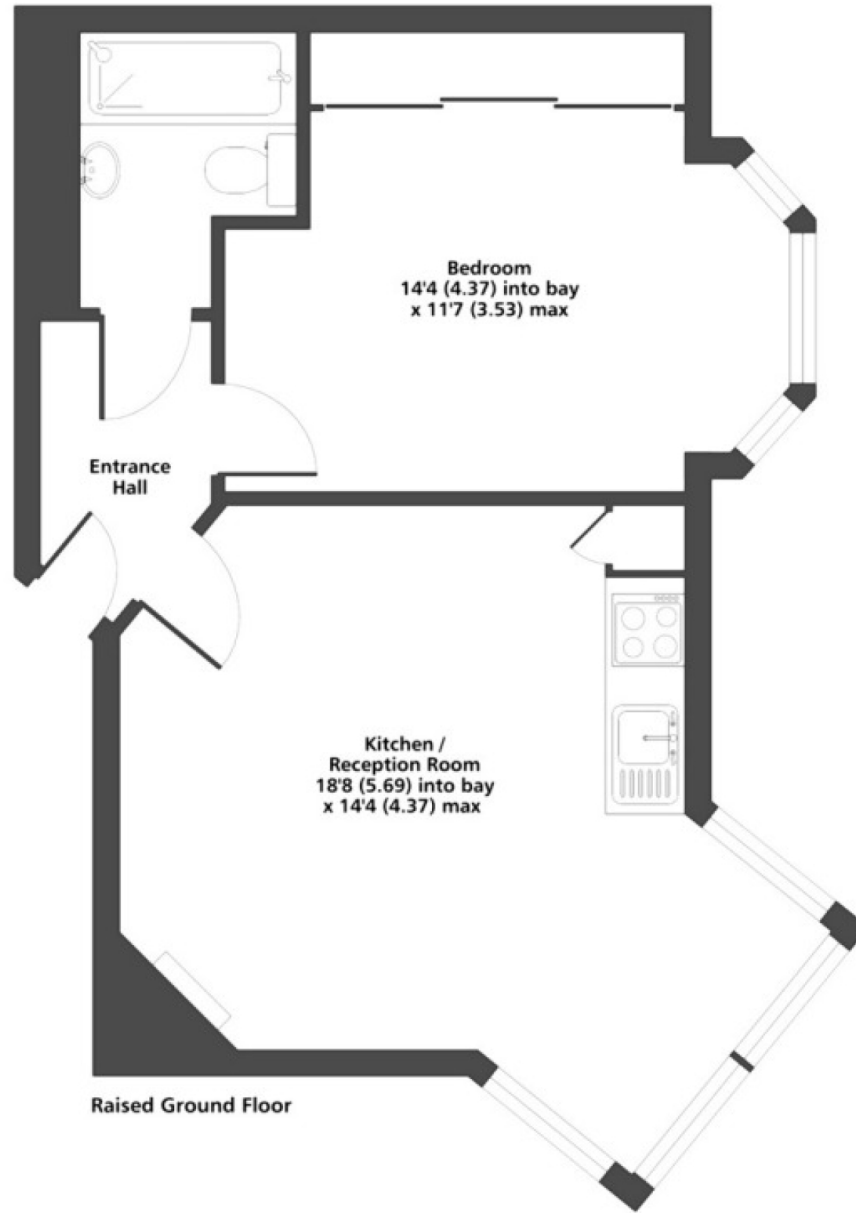 Bedroom
14'4 (4.37) into bay
x 11'7 (3.53) max
Entrance
Hall
Kitchen /
Reception Room
18'8 (5.69) into bay
x 14'4 (4.37) max
Raised Ground Floor